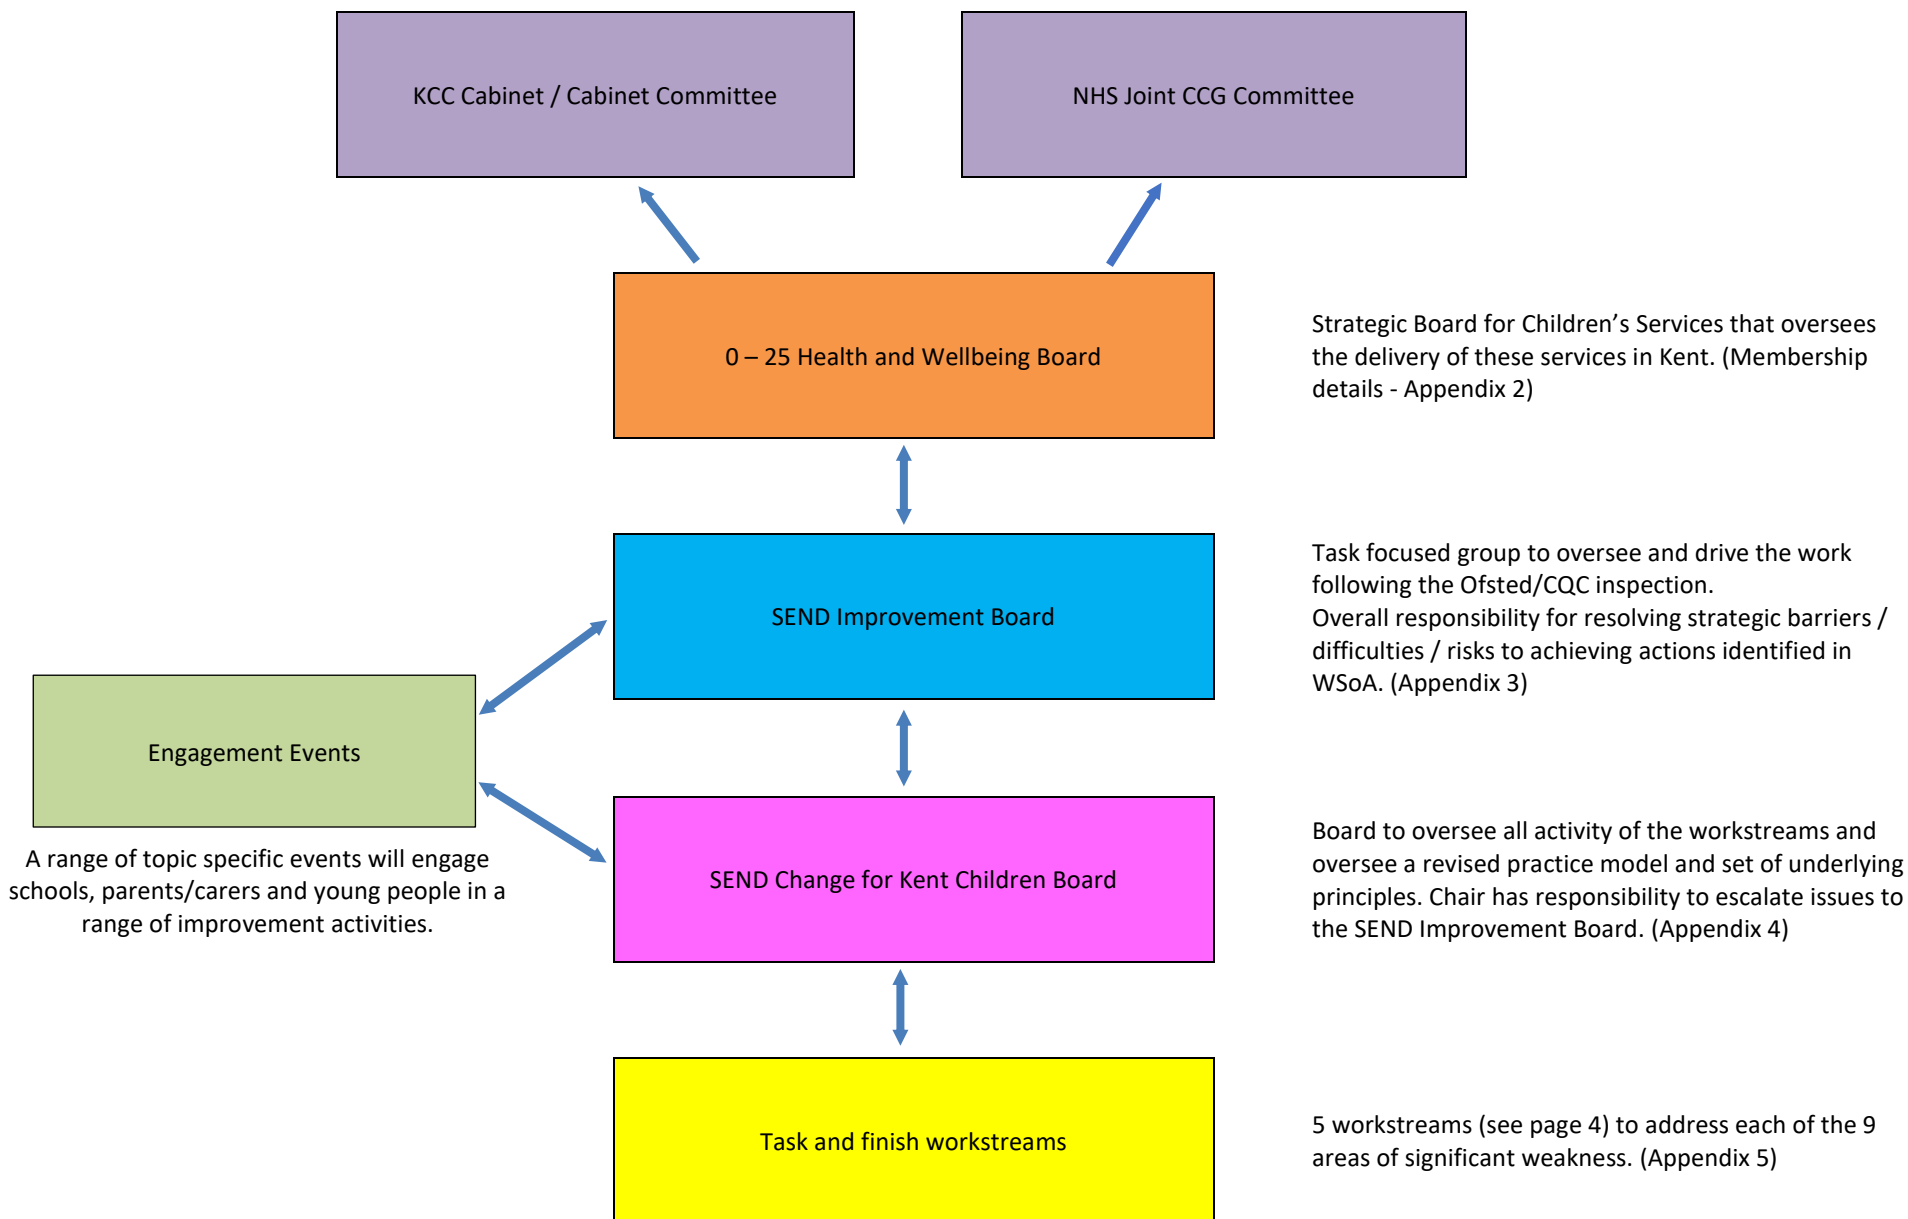 KCC Cabinet / Cabinet Committee
NHS Joint CCG Committee
0 – 25 Health and Wellbeing Board
Strategic Board for Children’s Services that oversees
the delivery of these services in Kent. (Membership
details - Appendix 2)
SEND Improvement Board
Task focused group to oversee and drive the work
following the Ofsted/CQC inspection.
Overall responsibility for resolving strategic barriers /
difficulties / risks to achieving actions identified in
WSoA. (Appendix 3)
Engagement Events
A range of topic specific events will engage
schools, parents/carers and young people in a
range of improvement activities.
SEND Change for Kent Children Board
Board to oversee all activity of the workstreams and
oversee a revised practice model and set of underlying
principles. Chair has responsibility to escalate issues to
the SEND Improvement Board. (Appendix 4)
Task and finish workstreams
5 workstreams (see page 4) to address each of the 9
areas of significant weakness. (Appendix 5)